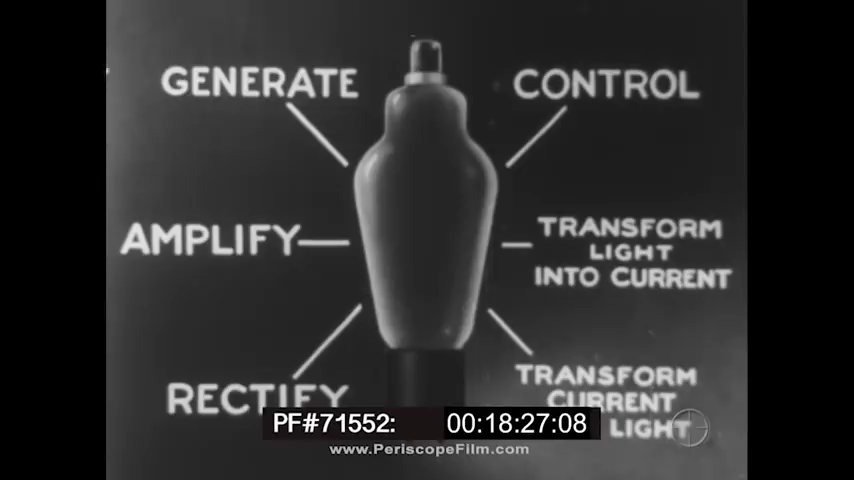 GENERATE
CONTROL
AMPLIFY
TRANSFORM
LIGHT
INTO CURRENT
RECTIFY
TRANSFORM
CURRENT
LIGHT
PF#71552: 00:18:27:08
www.PeriscopeFilm.com